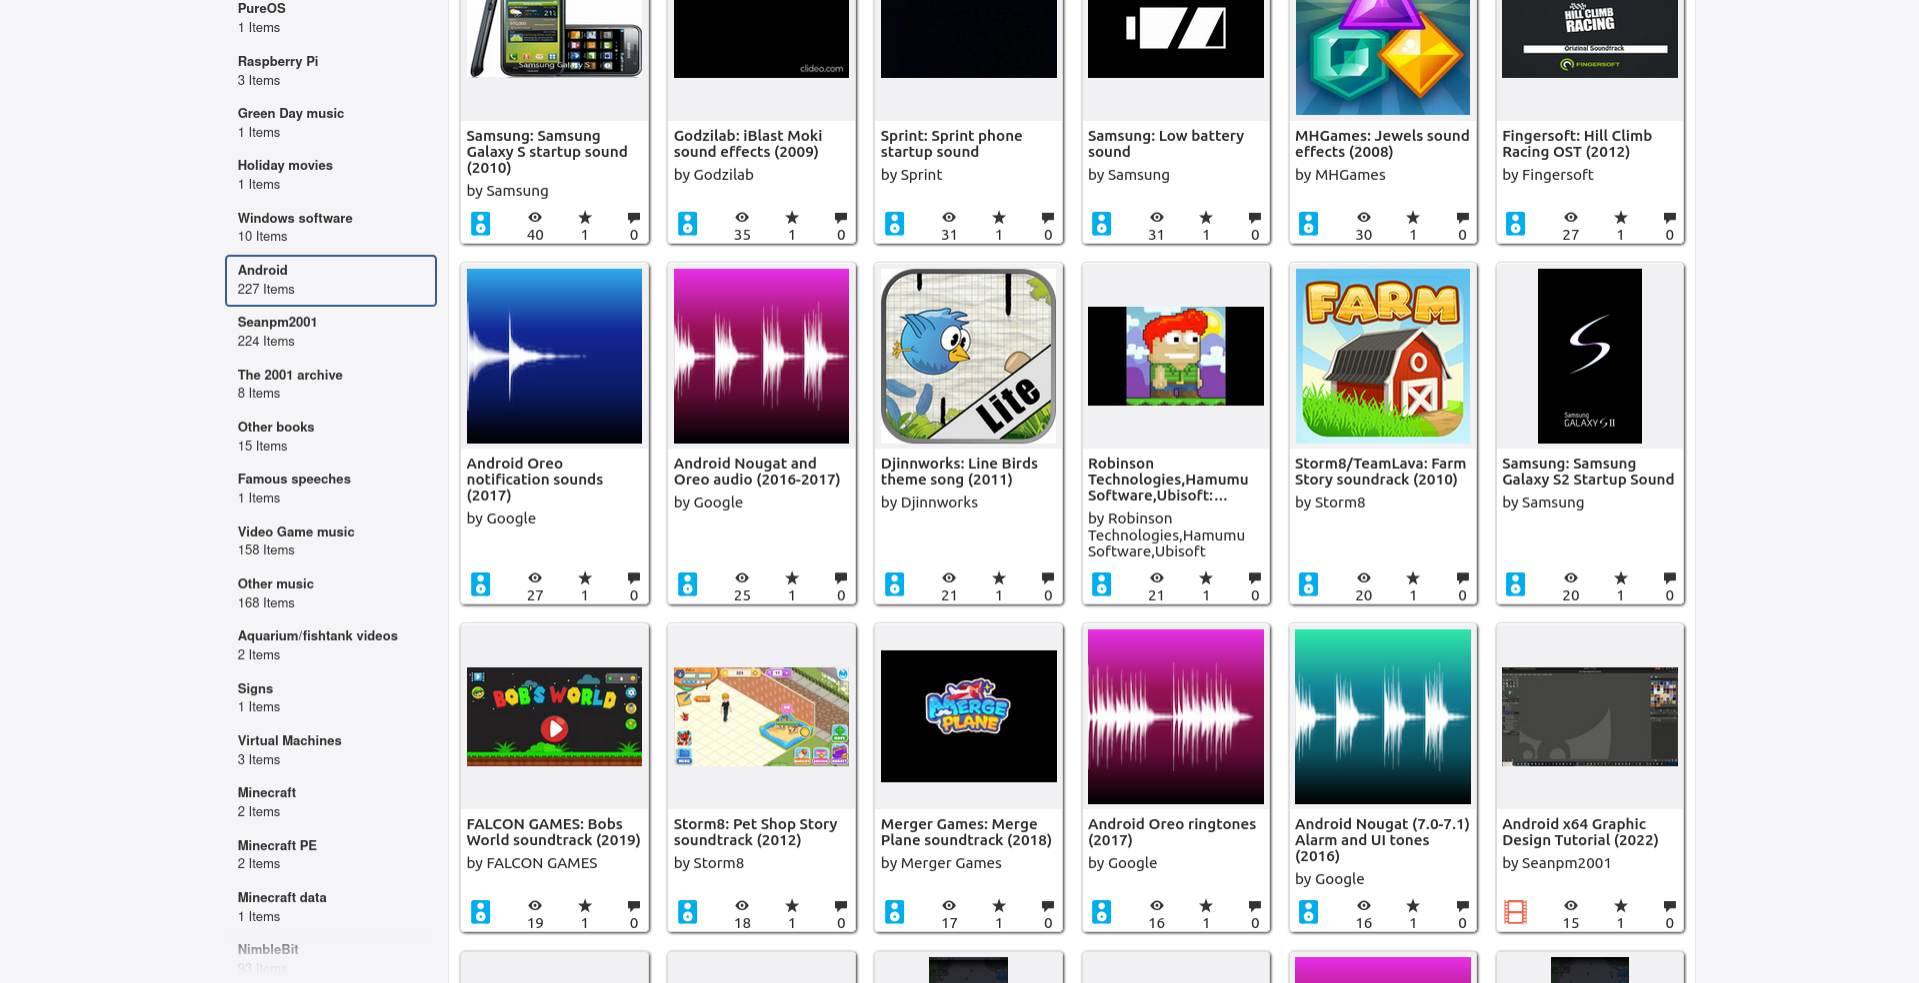 PureOS
1 Items
Raspberry Pi
3 Items
Green Day music
1 Items
Holiday movies
1 Items
Windows software
10 Items
Android
227 Items
Seanpm2001
224 Items
The 2001 archive
8 Items
Other books
15 Items
Famous speeches
1 Items
Video Game music
158 Items
Other music
168 Items
Aquarium/fishtank videos
2 Items
Signs
1 Items
Virtual Machines
3 Items
Minecraft
2 Items
Minecraft PE
2 Items
Minecraft data
1 Items
NimbleBit
93 Items
Samsung Galaxy S
Samsung: Samsung
Galaxy S startup sound
(2010)
by Samsung
40 1 0
clideo.com
Godzilab: iBlast Moki
sound effects (2009)
by Godzilab
35 1 0
Sprint: Sprint phone
startup sound
by Sprint
31 1 0
Samsung: Low battery
sound
by Samsung
31 1 0
MHGames: Jewels sound
effects (2008)
by MHGames
30 1 0
HILL CLIMB
RACING
Original Soundtrack
FINGERSOFT
Fingersoft: Hill Climb
Racing OST (2012)
by Fingersoft
27 1 0
Android Oreo
notification sounds
(2017)
by Google
27 1 0
Android Nougat and
Oreo audio (2016-2017)
by Google
25 1 0
Lite
Djinnworks: Line Birds
theme song (2011)
by Djinnworks
21 1 0
Robinson
Technologies,Hamumu
Software,Ubisoft:...
by Robinson
Technologies,Hamumu
Software,Ubisoft
21 1 0
FARM
Storm8/TeamLava: Farm
Story soundrack (2010)
by Storm8
20 1 0
S
Samsung
GALAXY S II
Samsung: Samsung
Galaxy S2 Startup Sound
by Samsung
20 1 0
BOB'S WORLD
FALCON GAMES: Bobs
World soundtrack (2019)
by FALCON GAMES
19 1 0
Storm8: Pet Shop Story
soundtrack (2012)
by Storm8
18 1 0
MERGE
PLANE
Merger Games: Merge
Plane soundtrack (2018)
by Merger Games
17 1 0
Android Oreo ringtones
(2017)
by Google
16 1 0
Android Nougat (7.0-7.1)
Alarm and UI tones
(2016)
by Google
16 1 0
Android x64 Graphic
Design Tutorial (2022)
by Seanpm2001
15 1 0